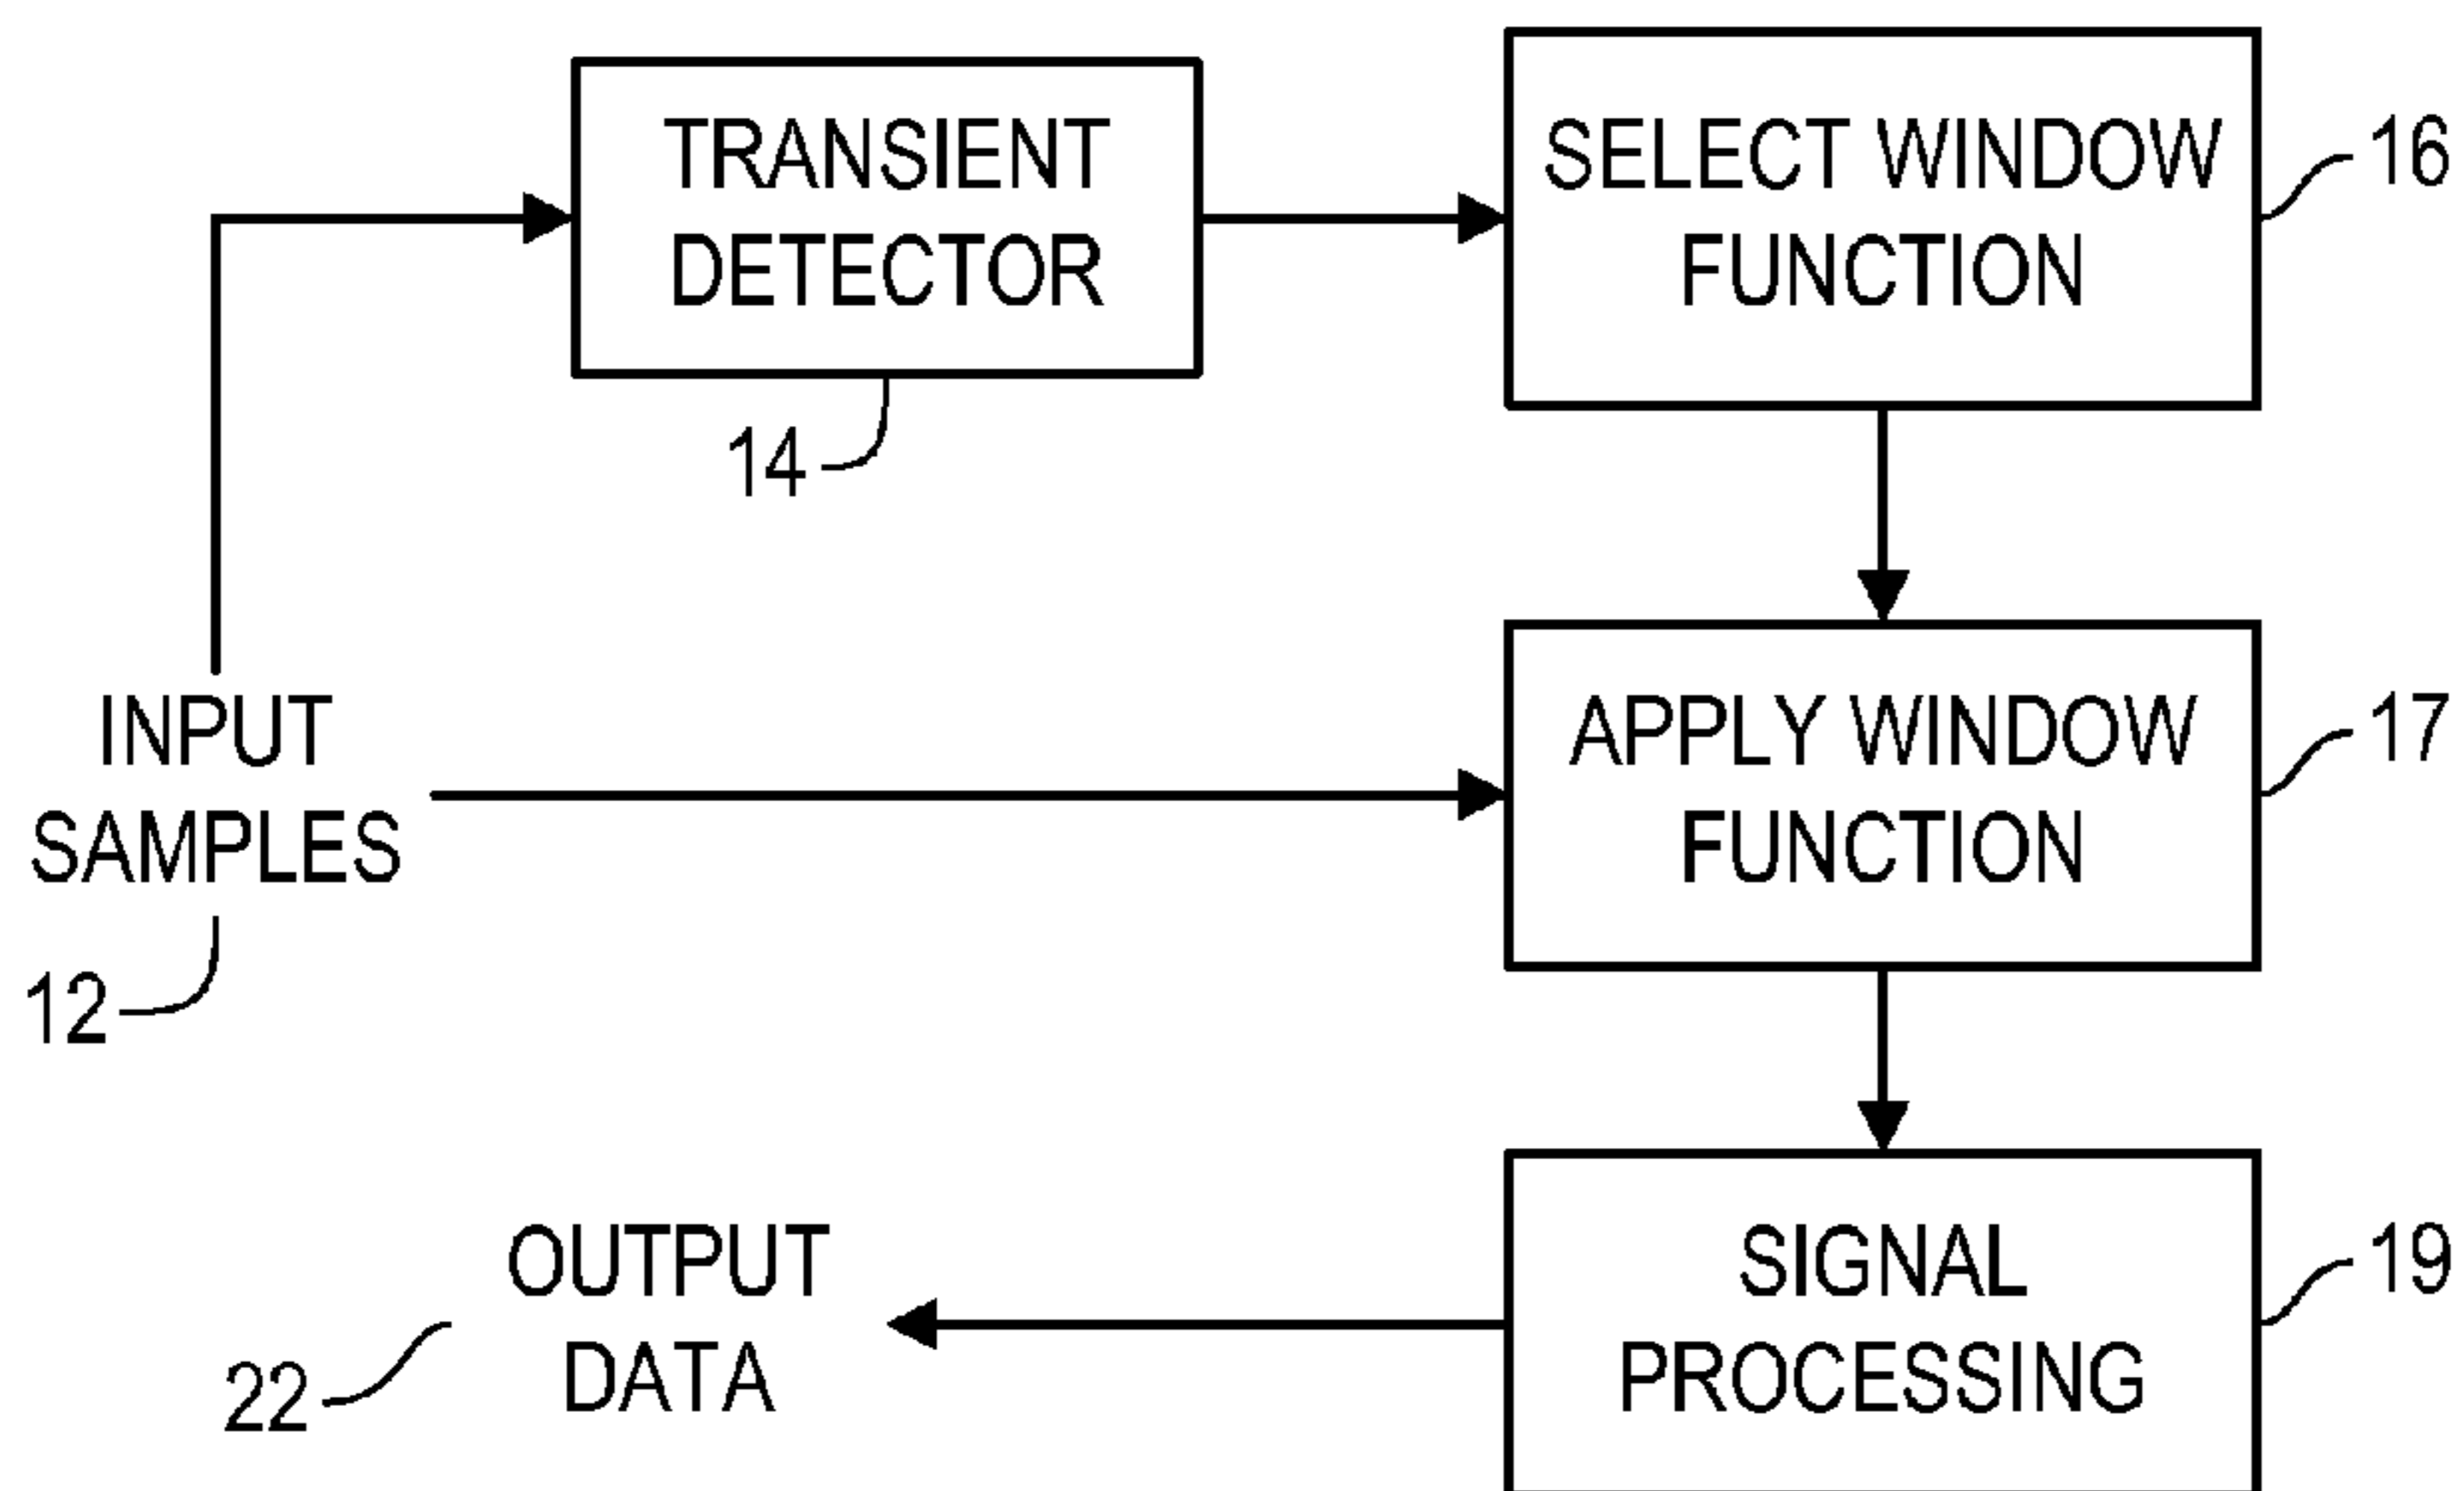 TRANSIENT
DETECTOR
14
SELECT WINDOW
FUNCTION
16
INPUT
SAMPLES
12
APPLY WINDOW
FUNCTION
17
OUTPUT
DATA
22
SIGNAL
PROCESSING
19